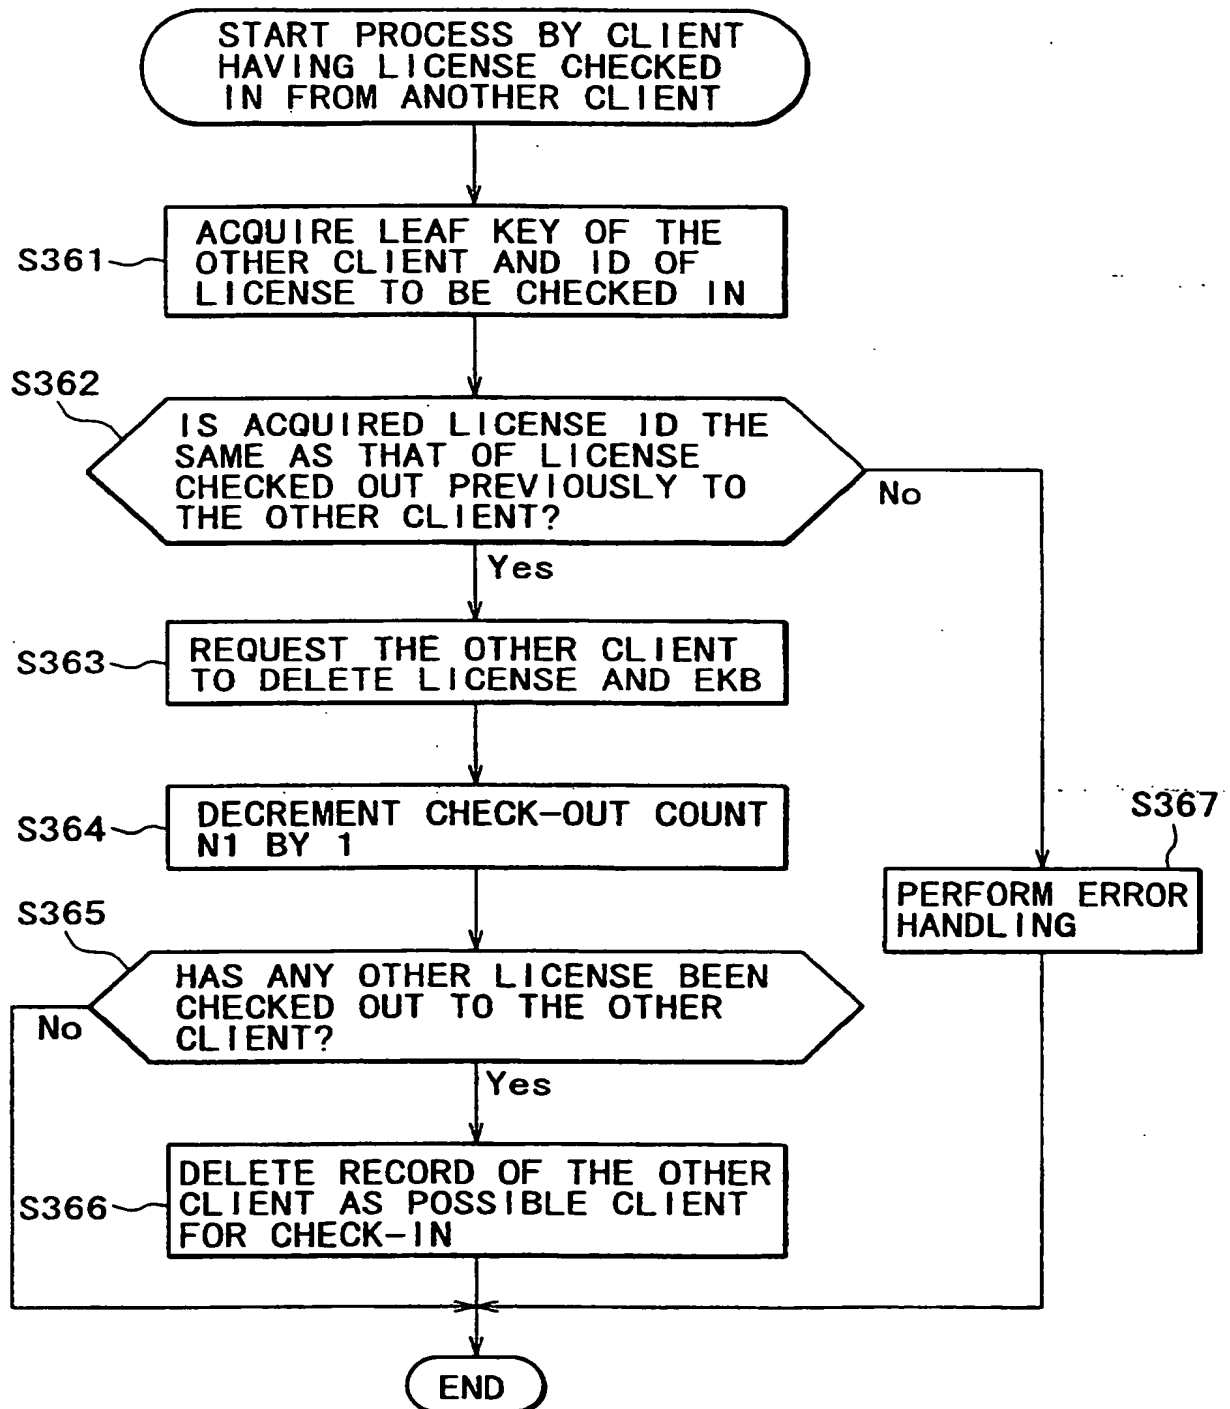 START PROCESS BY CLIENT
HAVING LICENSE CHECKED
IN FROM ANOTHER CLIENT
S361
ACQUIRE LEAF KEY OF THE
OTHER CLIENT AND ID OF
LICENSE TO BE CHECKED IN
S362
IS ACQUIRED LICENSE ID THE
SAME AS THAT OF LICENSE
CHECKED OUT PREVIOUSLY TO
THE OTHER CLIENT?
No
Yes
S363
REQUEST THE OTHER CLIENT
TO DELETE LICENSE AND EKB
S364
DECREMENT CHECK-OUT COUNT
N1 BY 1
S367
PERFORM ERROR
HANDLING
S365
HAS ANY OTHER LICENSE BEEN
CHECKED OUT TO THE OTHER
CLIENT?
No
Yes
S366
DELETE RECORD OF THE OTHER
CLIENT AS POSSIBLE CLIENT
FOR CHECK-IN
END